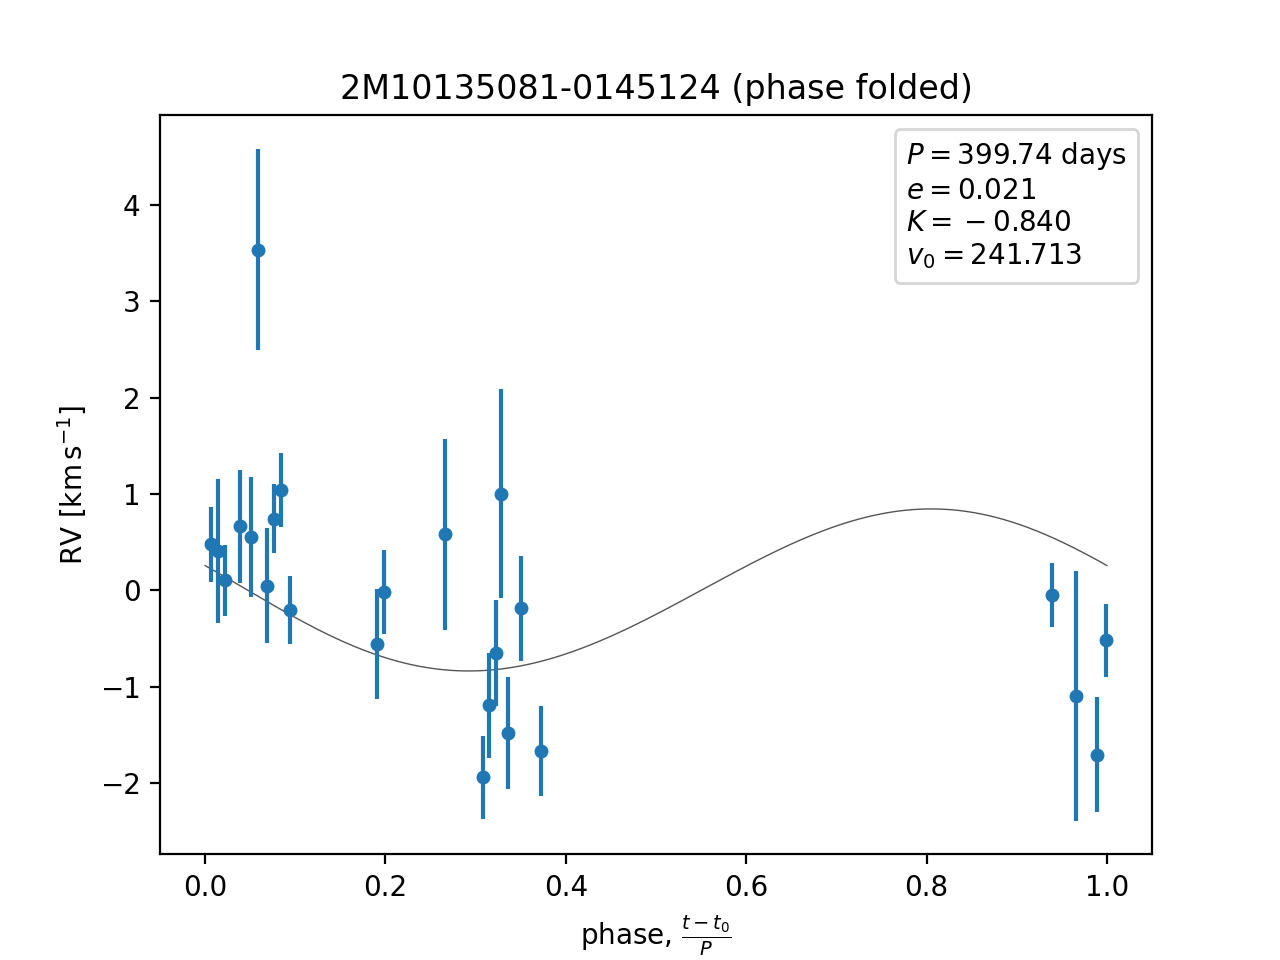 2M10135081-0145124 (phase folded)
P = 399.74 days
e = 0.021
K = −0.840
v₀ = 241.713
RV [km s⁻¹]
4
3
2
1
0
−1
−2
0.0 0.2 0.4 0.6 0.8 1.0
phase, (t − t₀)/P